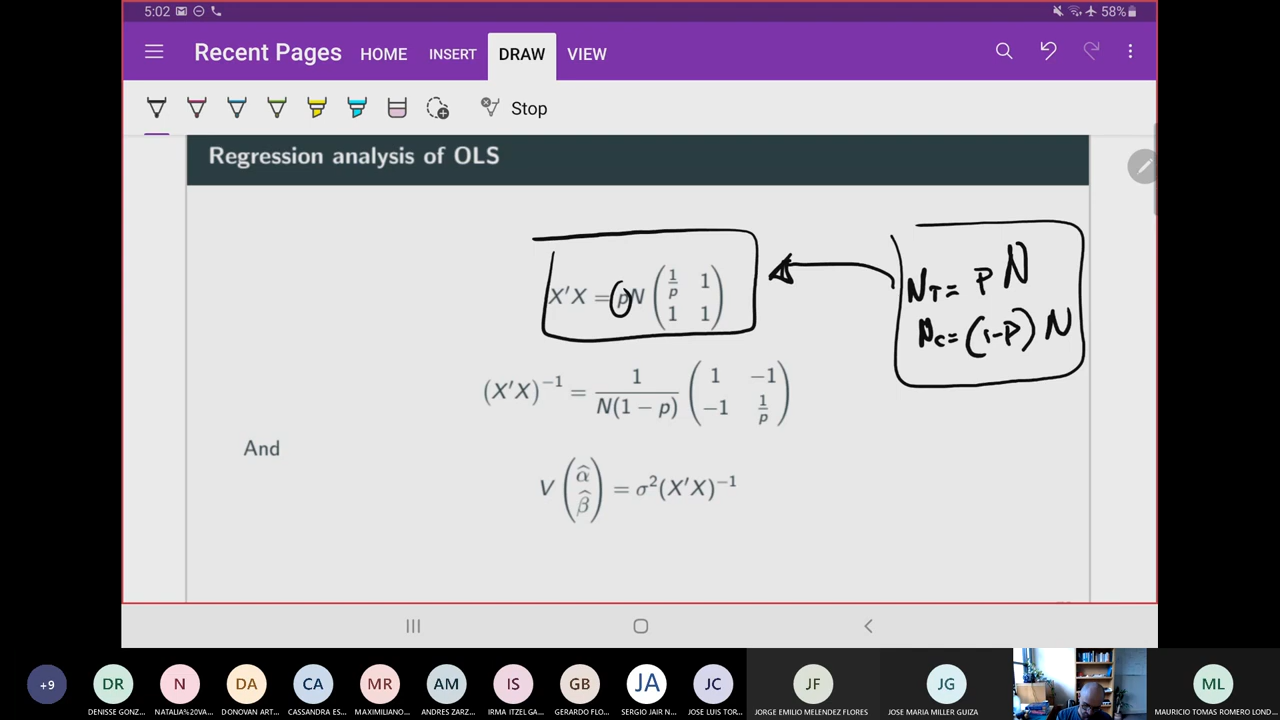 5:02 58%
Recent Pages HOME INSERT DRAW VIEW
Stop
Regression analysis of OLS
X'X = pN (1/p 1
1 1)
N_T = P N
N_C = (1-P) N
(X'X)^−1 = 1/N(1 − p) (1 −1
−1 1/p)
And
V (α̂
β̂) = σ²(X'X)^−1
+9 DR N DA CA MR AM IS GB JA JC JF JG ML
DENISSE GONZ... NATALIA%20VA... DONOVAN ART... CASSANDRA ES... MAXIMILIANO... ANDRES ZARZ... IRMA ITZEL GA... GERARDO FLO... SERGIO JAIR N... JOSE LUIS TOR... JORGE EMILIO MELENDEZ FLORES JOSE MARIA MILLER GUIZA MAURICIO TOMAS ROMERO LOND...